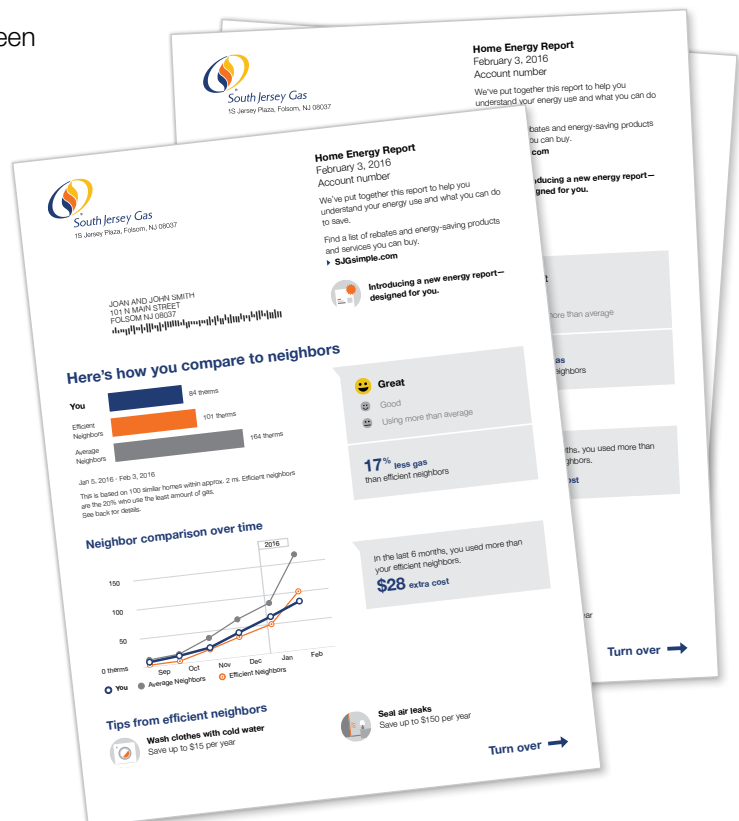 een
South Jersey Gas
1S Jersey Plaza, Folsom, NJ 08037
Home Energy Report
February 3, 2016
Account number
We've put together this report to help you
understand your energy use and what you can do
bates and energy-saving products
ou can buy.
com
ducing a new energy report—
gned for you.
t
ore than average
as
eighbors
ths, you used more than
ghbors.
ost
ar
Turn over
South Jersey Gas
1S Jersey Plaza, Folsom, NJ 08037
Home Energy Report
February 3, 2016
Account number
We've put together this report to help you
understand your energy use and what you can do
to save.
Find a list of rebates and energy-saving products
and services you can buy.
SJGsimple.com
Introducing a new energy report—
designed for you.
JOAN AND JOHN SMITH
101 N MAIN STREET
FOLSOM NJ 08037
Here's how you compare to neighbors
You
84 therms
Efficient
Neighbors
101 therms
Average
Neighbors
164 therms
Jan 5, 2016 - Feb 3, 2016
This is based on 100 similar homes within approx. 2 mi. Efficient neighbors
are the 20% who use the least amount of gas.
See back for details.
Great
Good
Using more than average
17% less gas
than efficient neighbors
Neighbor comparison over time
2016
150
100
50
0 therms
Sep Oct Nov Dec Jan Feb
You Average Neighbors Efficient Neighbors
In the last 6 months, you used more than
your efficient neighbors.
$28 extra cost
Tips from efficient neighbors
Wash clothes with cold water
Save up to $15 per year
Seal air leaks
Save up to $150 per year
Turn over